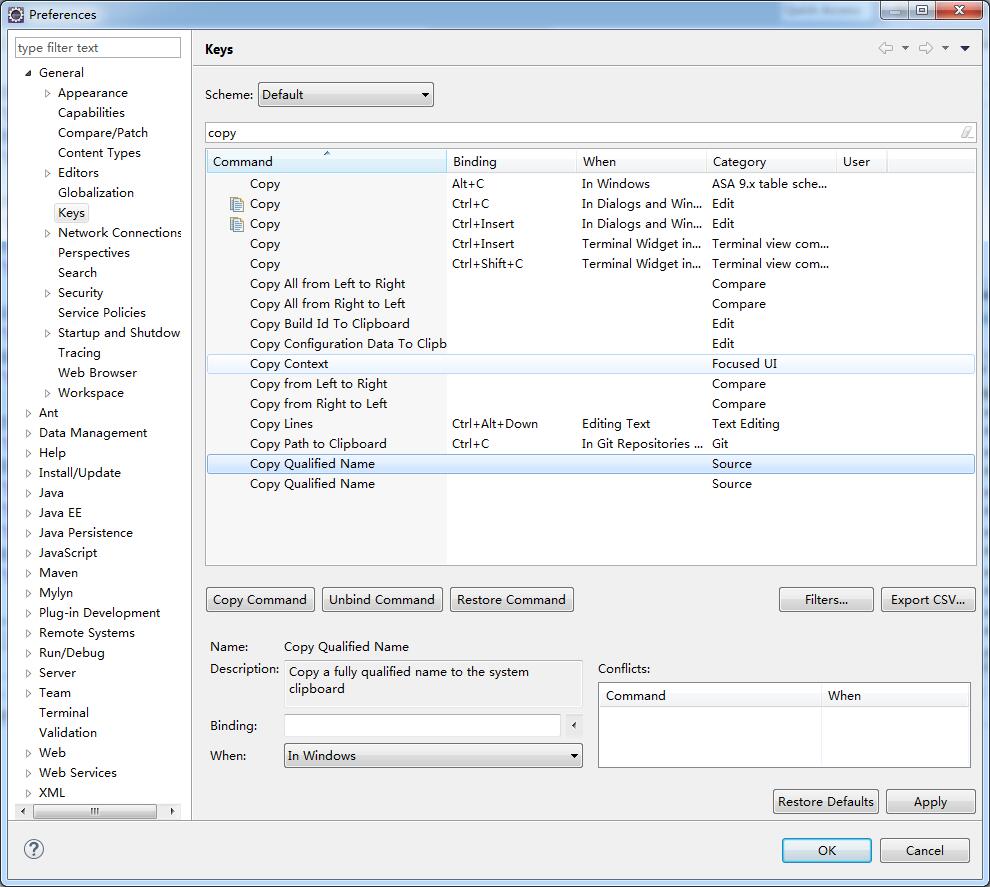 Preferences
type filter text
General
Appearance
Capabilities
Compare/Patch
Content Types
Editors
Globalization
Keys
Network Connections
Perspectives
Search
Security
Service Policies
Startup and Shutdow
Tracing
Web Browser
Workspace
Ant
Data Management
Help
Install/Update
Java
Java EE
Java Persistence
JavaScript
Maven
Mylyn
Plug-in Development
Remote Systems
Run/Debug
Server
Team
Terminal
Validation
Web
Web Services
XML
Keys
Scheme: Default
copy
Command Binding When Category User
Copy Alt+C In Windows ASA 9.x table sche...
Copy Ctrl+C In Dialogs and Win... Edit
Copy Ctrl+Insert In Dialogs and Win... Edit
Copy Ctrl+Insert Terminal Widget in... Terminal view com...
Copy Ctrl+Shift+C Terminal Widget in... Terminal view com...
Copy All from Left to Right Compare
Copy All from Right to Left Compare
Copy Build Id To Clipboard Edit
Copy Configuration Data To Clipb Edit
Copy Context Focused UI
Copy from Left to Right Compare
Copy from Right to Left Compare
Copy Lines Ctrl+Alt+Down Editing Text Text Editing
Copy Path to Clipboard Ctrl+C In Git Repositories ... Git
Copy Qualified Name Source
Copy Qualified Name Source
Copy Command Unbind Command Restore Command Filters... Export CSV...
Name: Copy Qualified Name
Description: Copy a fully qualified name to the system
clipboard
Binding:
When: In Windows
Conflicts:
Command When
Restore Defaults Apply
OK Cancel